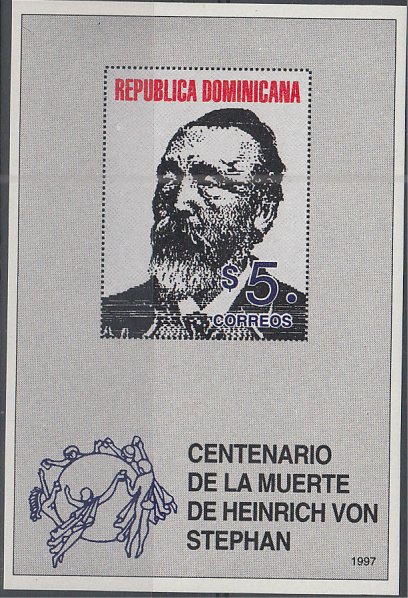 REPUBLICA DOMINICANA
$5.
CORREOS
CENTENARIO
DE LA MUERTE
DE HEINRICH VON
STEPHAN
1997